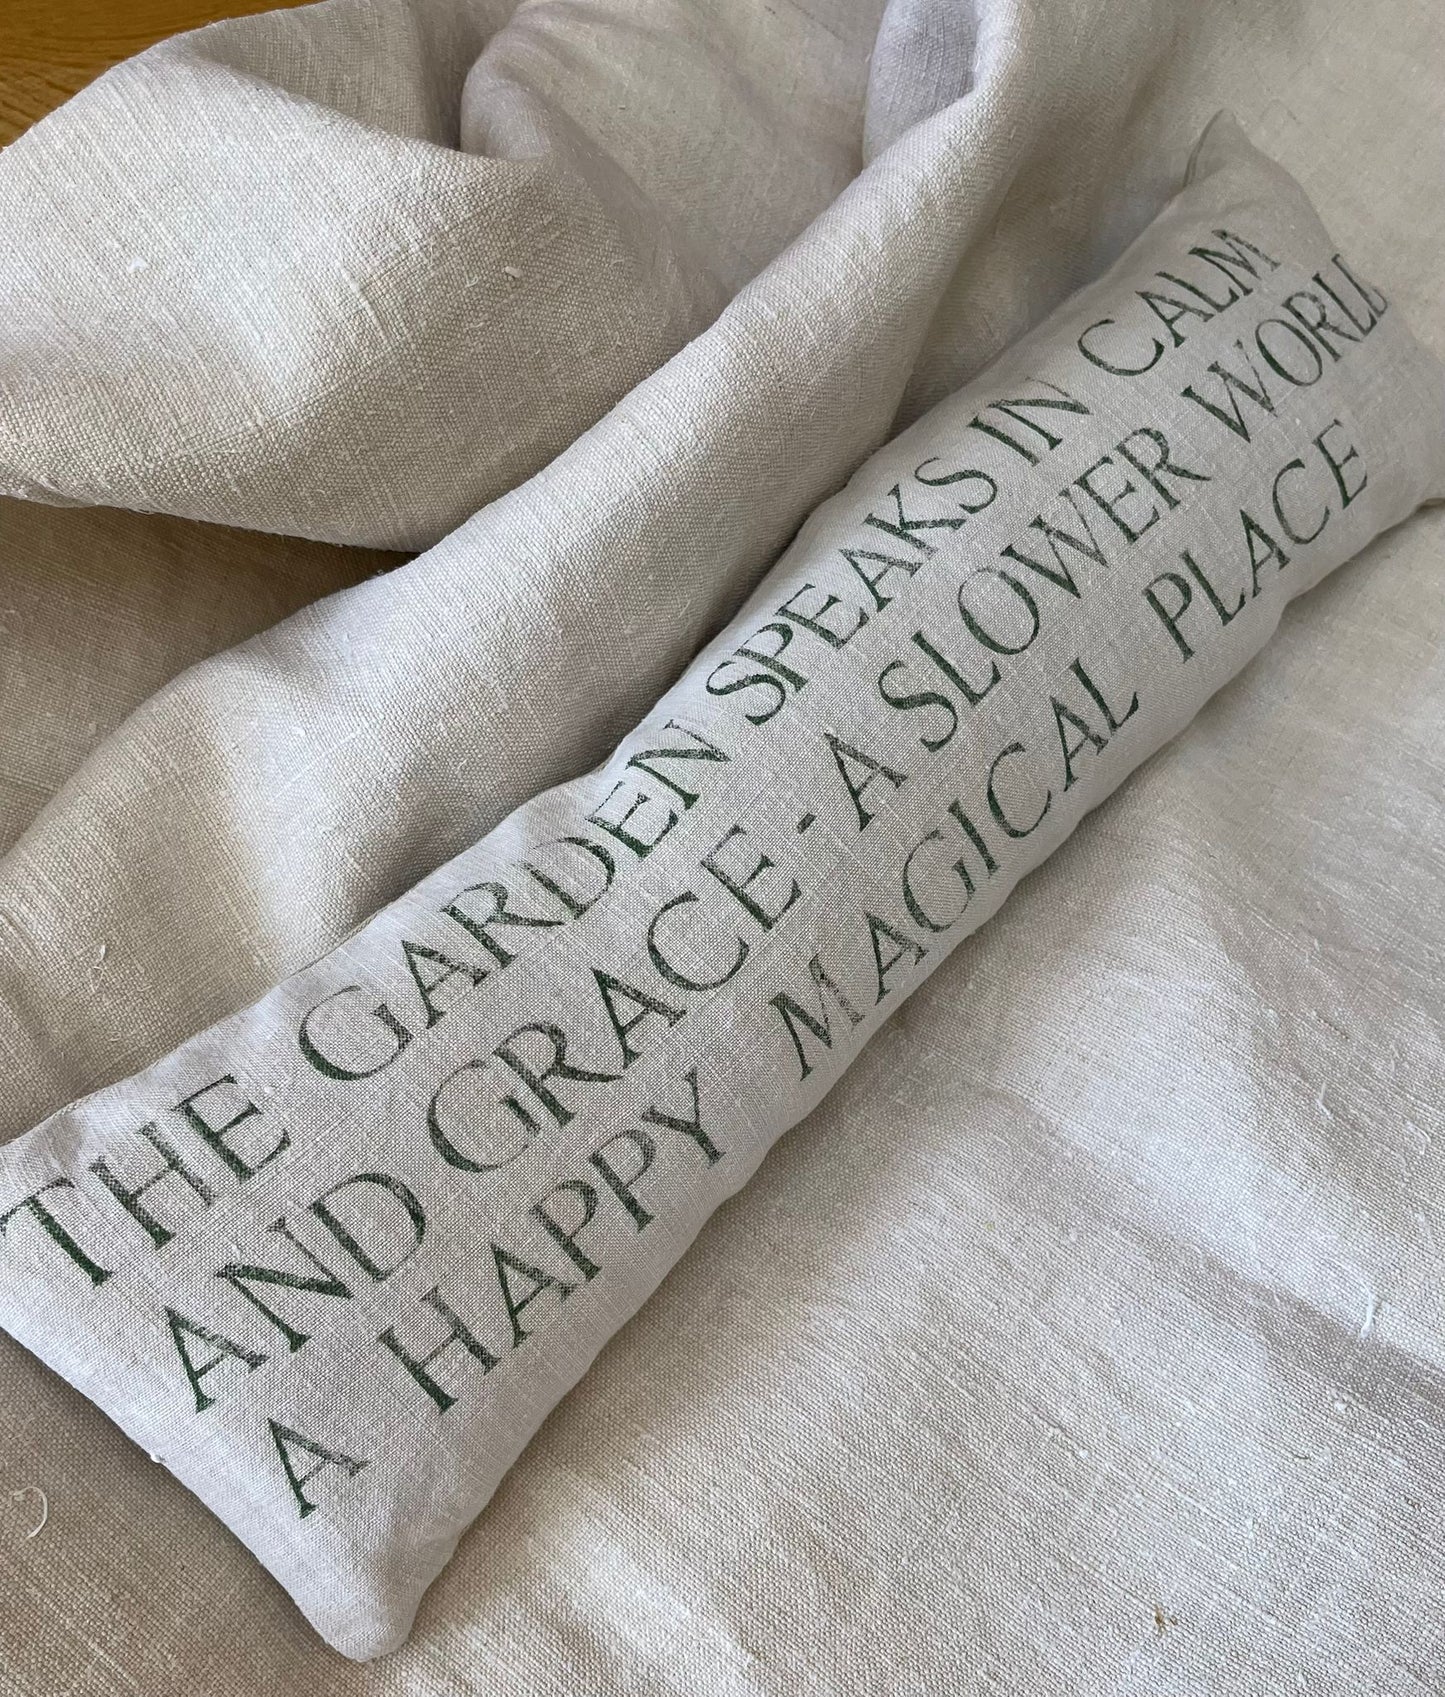 THE GARDEN SPEAKS IN CALM
AND GRACE - A SLOWER WORLD
A HAPPY MAGICAL PLACE